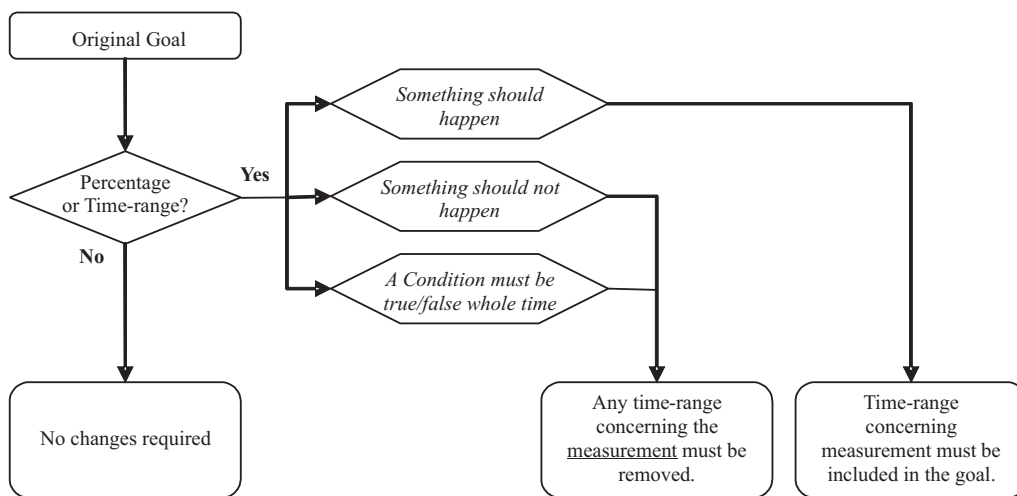 Original Goal
Something should
happen
Percentage
or Time-range?
Yes
Something should not
happen
No
A Condition must be
true/false whole time
No changes required
Any time-range
concerning the
measurement must be
removed.
Time-range
concerning
measurement must be
included in the goal.